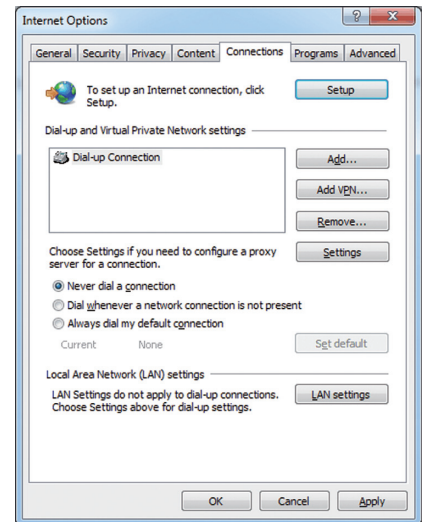 Internet Options
General Security Privacy Content Connections Programs Advanced
To set up an Internet connection, click
Setup.
Setup
Dial-up and Virtual Private Network settings
Dial-up Connection
Add...
Add VPN...
Remove...
Choose Settings if you need to configure a proxy
server for a connection.
Settings
Never dial a connection
Dial whenever a network connection is not present
Always dial my default connection
Current None
Set default
Local Area Network (LAN) settings
LAN Settings do not apply to dial-up connections.
Choose Settings above for dial-up settings.
LAN settings
OK Cancel Apply